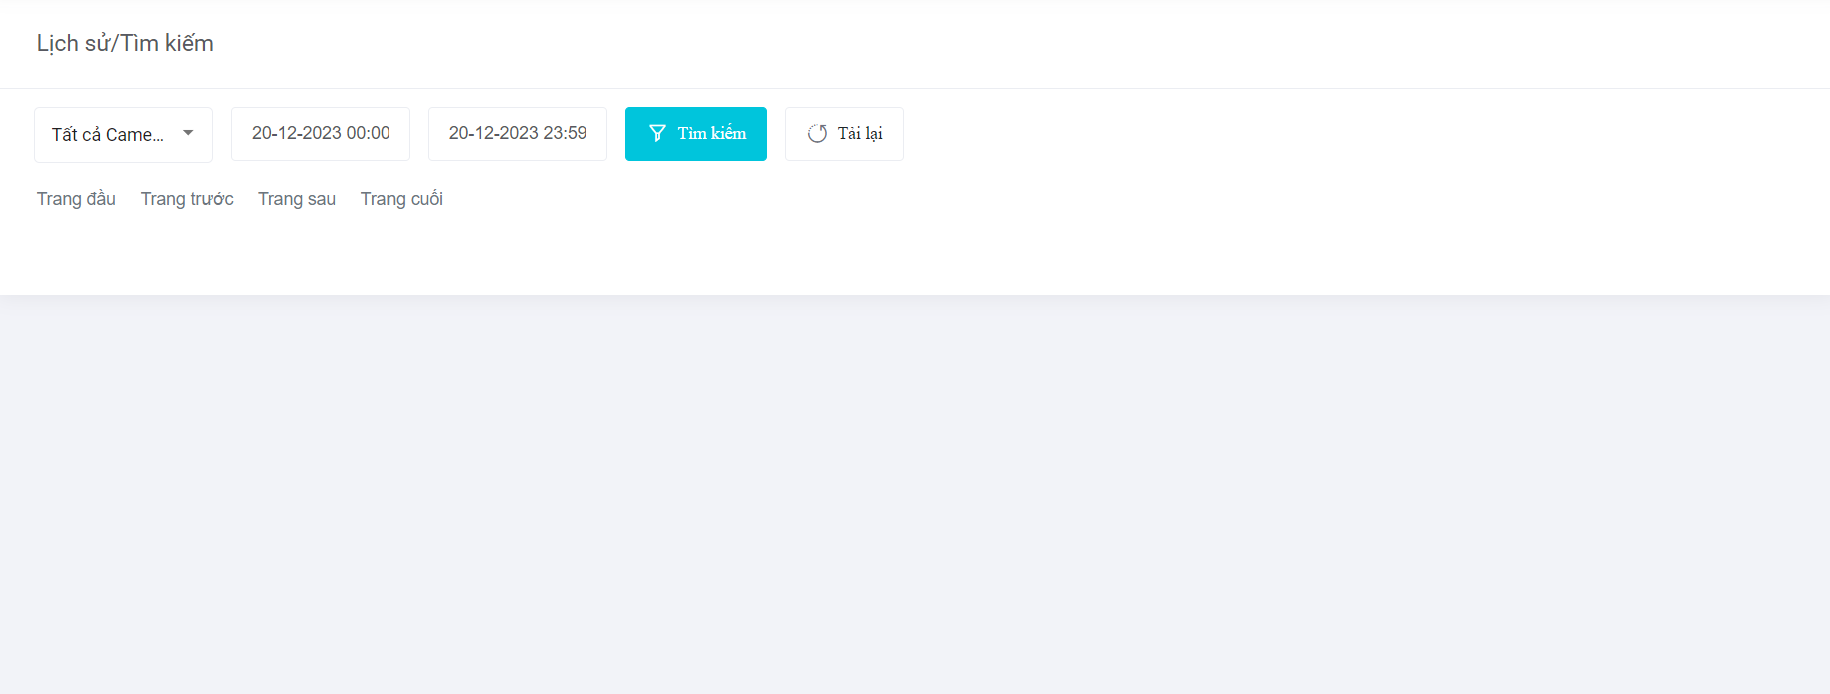 Lịch sử/Tìm kiếm
Tất cả Came... 20-12-2023 00:00 20-12-2023 23:59 Tìm kiếm Tải lại
Trang đầu Trang trước Trang sau Trang cuối